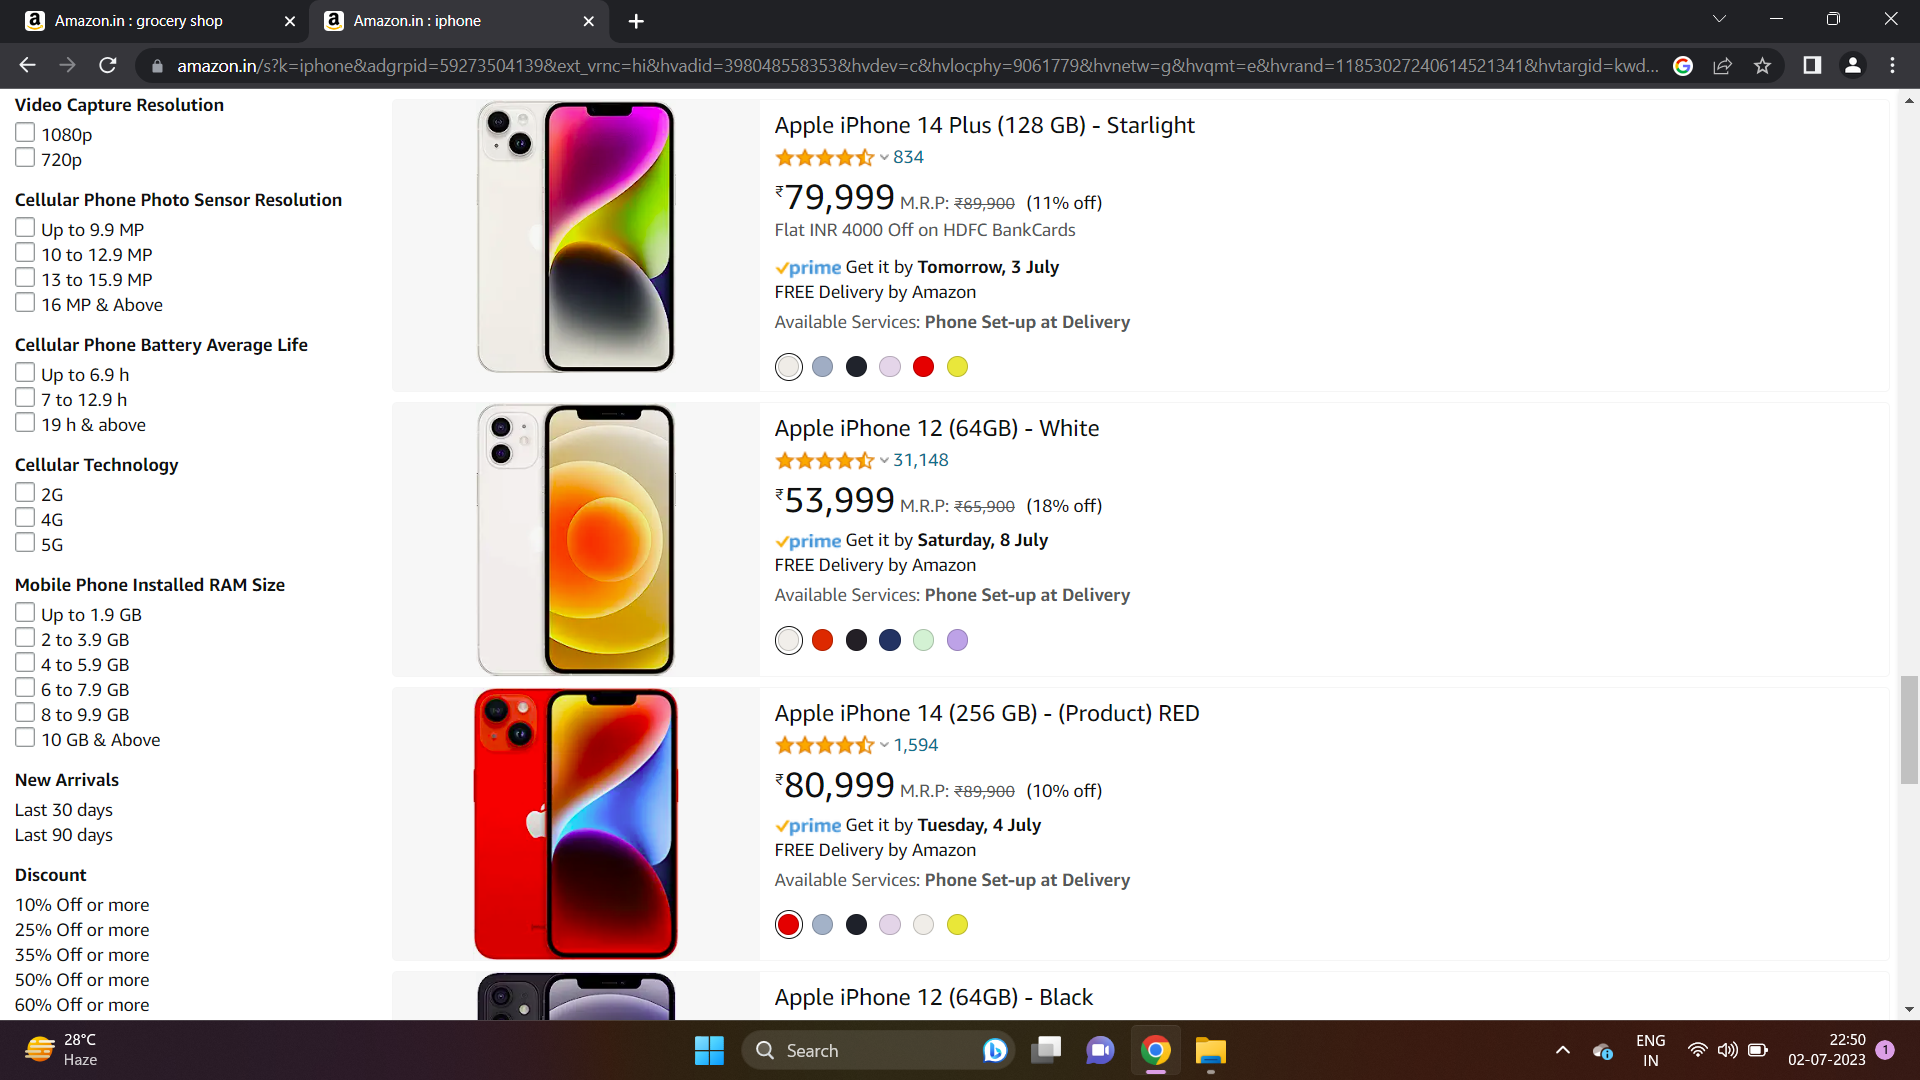 Amazon.in : grocery shop
Amazon.in : iphone
amazon.in/s?k=iphone&adgrpid=59273504139&ext_vrnc=hi&hvadid=398048558353&hvdev=c&hvlocphy=9061779&hvnetw=g&hvqmt=e&hvrand=11853027240614521341&hvtargid=kwd...
Video Capture Resolution
1080p
720p
Cellular Phone Photo Sensor Resolution
Up to 9.9 MP
10 to 12.9 MP
13 to 15.9 MP
16 MP & Above
Cellular Phone Battery Average Life
Up to 6.9 h
7 to 12.9 h
19 h & above
Cellular Technology
2G
4G
5G
Mobile Phone Installed RAM Size
Up to 1.9 GB
2 to 3.9 GB
4 to 5.9 GB
6 to 7.9 GB
8 to 9.9 GB
10 GB & Above
New Arrivals
Last 30 days
Last 90 days
Discount
10% Off or more
25% Off or more
35% Off or more
50% Off or more
60% Off or more
Apple iPhone 14 Plus (128 GB) - Starlight
834
₹79,999 M.R.P: ₹89,900 (11% off)
Flat INR 4000 Off on HDFC BankCards
prime Get it by Tomorrow, 3 July
FREE Delivery by Amazon
Available Services: Phone Set-up at Delivery
Apple iPhone 12 (64GB) - White
31,148
₹53,999 M.R.P: ₹65,900 (18% off)
prime Get it by Saturday, 8 July
FREE Delivery by Amazon
Available Services: Phone Set-up at Delivery
Apple iPhone 14 (256 GB) - (Product) RED
1,594
₹80,999 M.R.P: ₹89,900 (10% off)
prime Get it by Tuesday, 4 July
FREE Delivery by Amazon
Available Services: Phone Set-up at Delivery
Apple iPhone 12 (64GB) - Black
28°C
Haze
Search
ENG
IN
22:50
02-07-2023
1